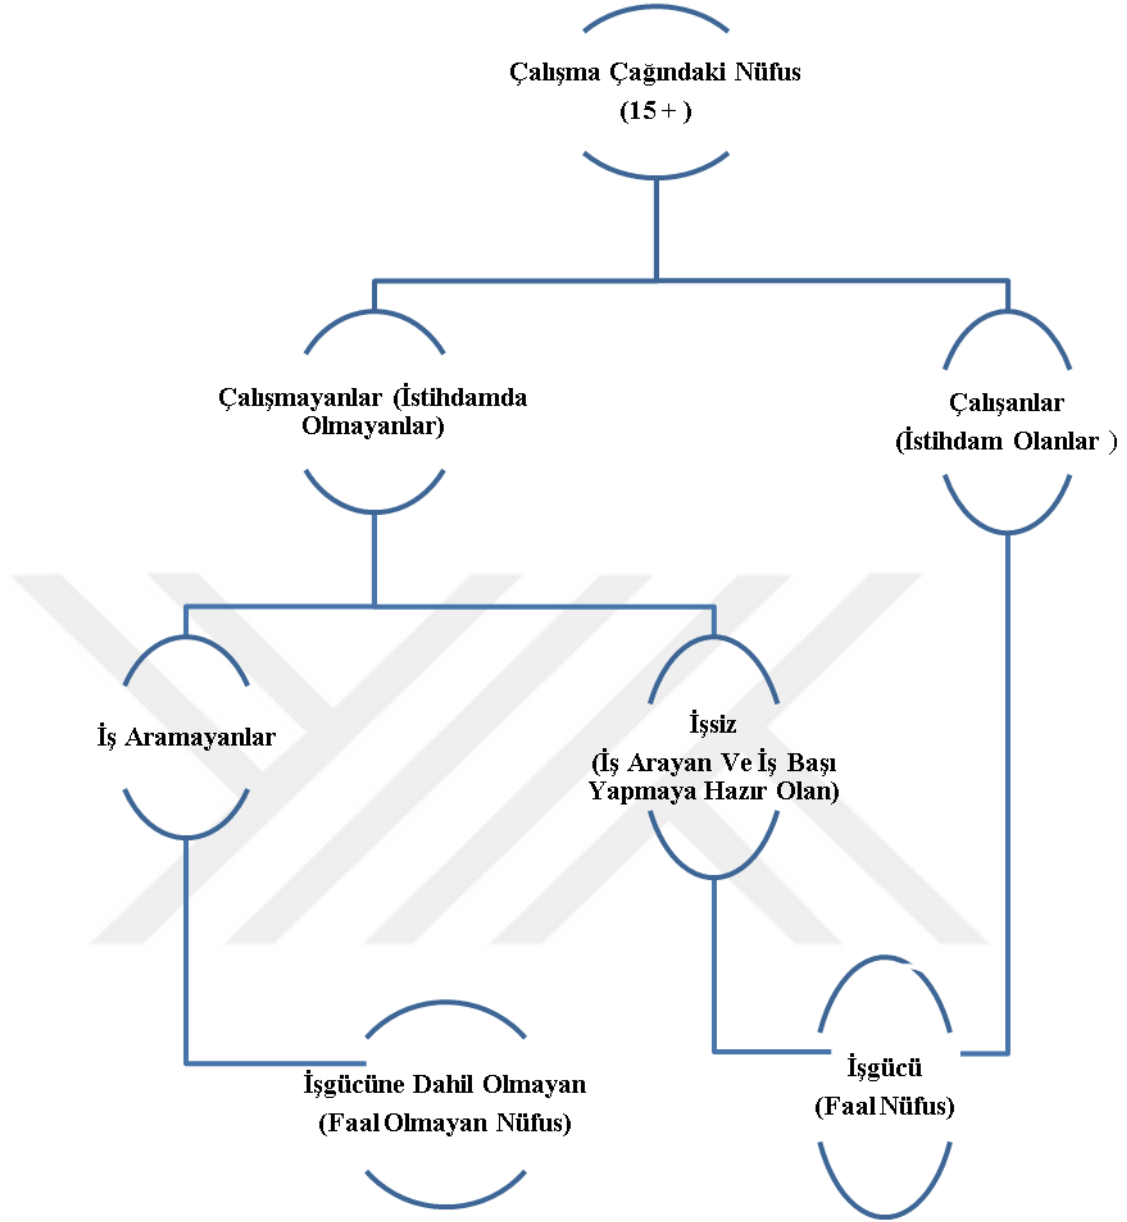 Çalışma Çağındaki Nüfus
(15 + )
Çalışmayanlar (İstihdamda
Olmayanlar)
Çalışanlar
(İstihdam Olanlar )
İş Aramayanlar
İşsiz
(İş Arayan Ve İş Başı
Yapmaya Hazır Olan)
İşgücüne Dahil Olmayan
(Faal Olmayan Nüfus)
İşgücü
(Faal Nüfus)